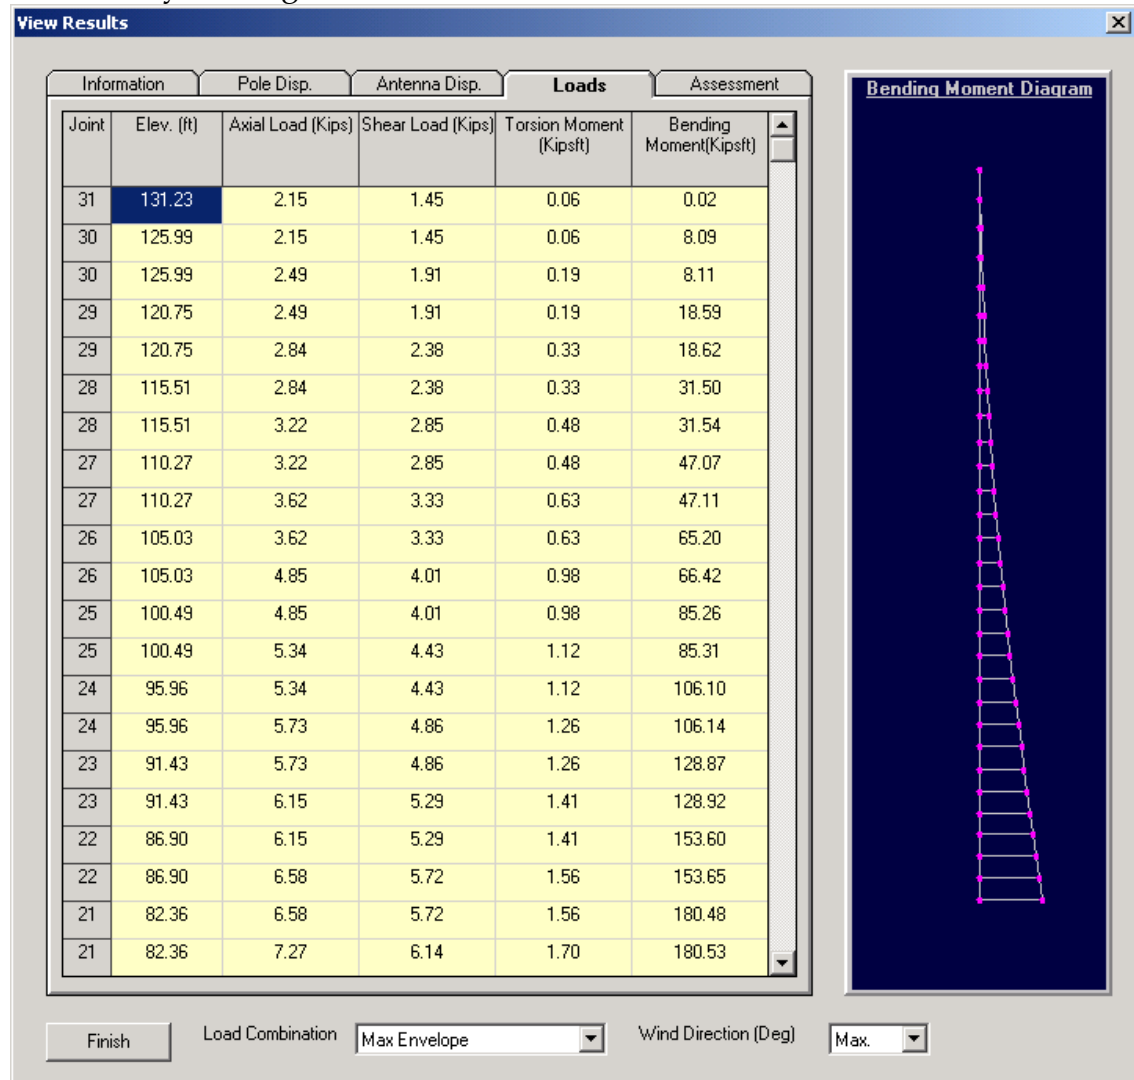 View Results
Information Pole Disp. Antenna Disp. Loads Assessment
Bending Moment Diagram
Joint Elev. (ft) Axial Load (Kips) Shear Load (Kips) Torsion Moment (Kipsft) Bending Moment(Kipsft)
31 131.23 2.15 1.45 0.06 0.02
30 125.99 2.15 1.45 0.06 8.09
30 125.99 2.49 1.91 0.19 8.11
29 120.75 2.49 1.91 0.19 18.59
29 120.75 2.84 2.38 0.33 18.62
28 115.51 2.84 2.38 0.33 31.50
28 115.51 3.22 2.85 0.48 31.54
27 110.27 3.22 2.85 0.48 47.07
27 110.27 3.62 3.33 0.63 47.11
26 105.03 3.62 3.33 0.63 65.20
26 105.03 4.85 4.01 0.98 66.42
25 100.49 4.85 4.01 0.98 85.26
25 100.49 5.34 4.43 1.12 85.31
24 95.96 5.34 4.43 1.12 106.10
24 95.96 5.73 4.86 1.26 106.14
23 91.43 5.73 4.86 1.26 128.87
23 91.43 6.15 5.29 1.41 128.92
22 86.90 6.15 5.29 1.41 153.60
22 86.90 6.58 5.72 1.56 153.65
21 82.36 6.58 5.72 1.56 180.48
21 82.36 7.27 6.14 1.70 180.53
Finish Load Combination Max Envelope Wind Direction (Deg) Max.